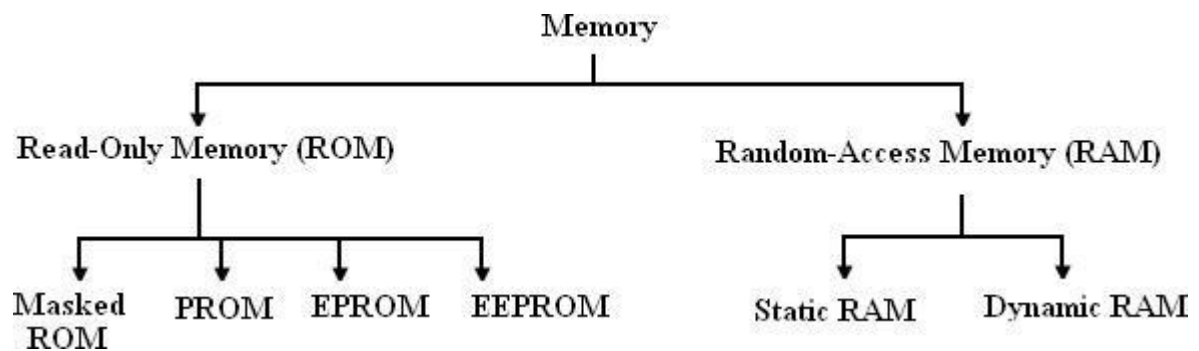 Memory
Read-Only Memory (ROM)
Random-Access Memory (RAM)
Masked
ROM
PROM
EPROM
EEPROM
Static RAM
Dynamic RAM